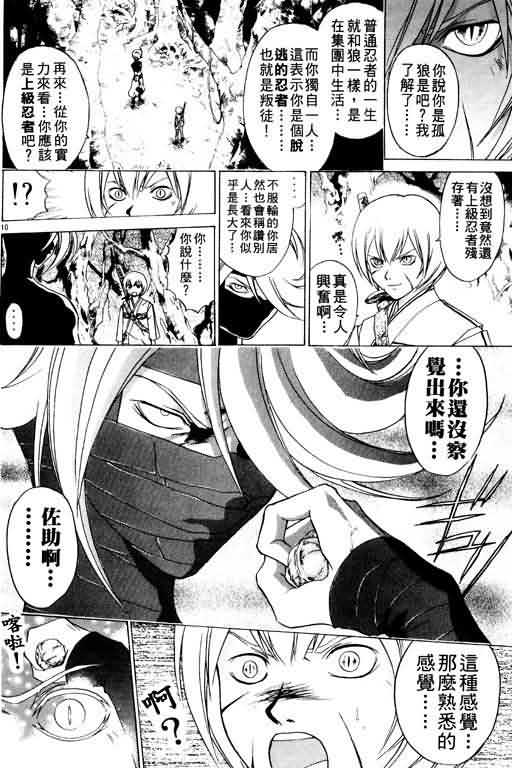 你說你是孤
狼是吧？我
了解了……
普通忍者的一生
就和狼一樣，是
在集團中生活…
而你獨自一人…
這表示你是個脫
逃的忍者………
也就是叛徒！
再來…從你的實
力來看…你應該
是上級忍者吧？
沒想到竟然還
有上級忍者殘
存著……
真是令人
興奮啊…
…不服輸的你居
然也會稱讚別
人…看來你似
乎是長大了…
!?
10
你………
你說什麼？
‥‥
…你還沒察
覺出來嗎…
佐助啊…
………
喀啦！
這種感覺…
那麼熟悉的
感覺……
啊？